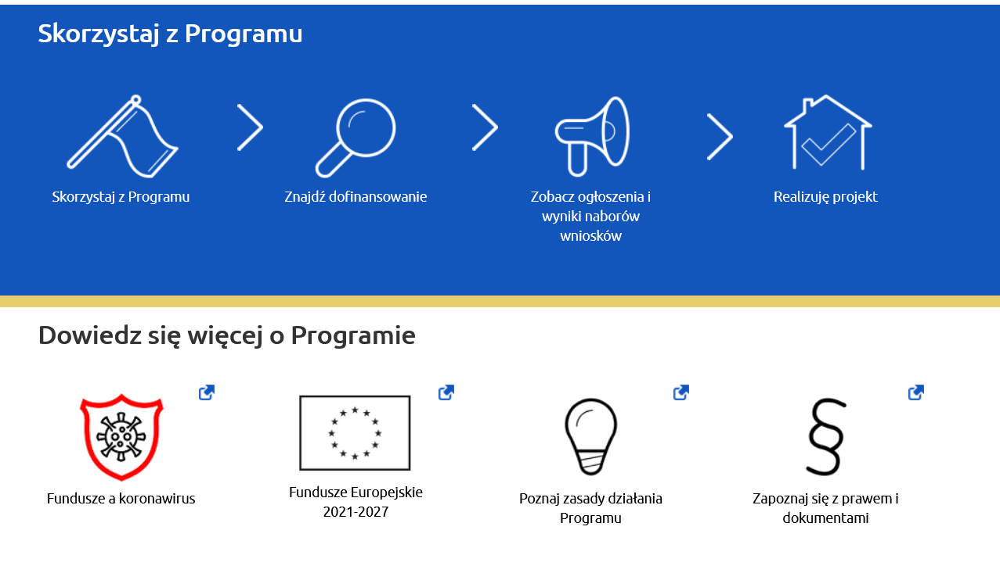 Skorzystaj z Programu
Skorzystaj z Programu
Znajdź dofinansowanie
Zobacz ogłoszenia i
wyniki naborów
wniosków
Realizuję projekt
Dowiedz się więcej o Programie
Fundusze a koronawirus
Fundusze Europejskie
2021-2027
Poznaj zasady działania
Programu
Zapoznaj się z prawem i
dokumentami